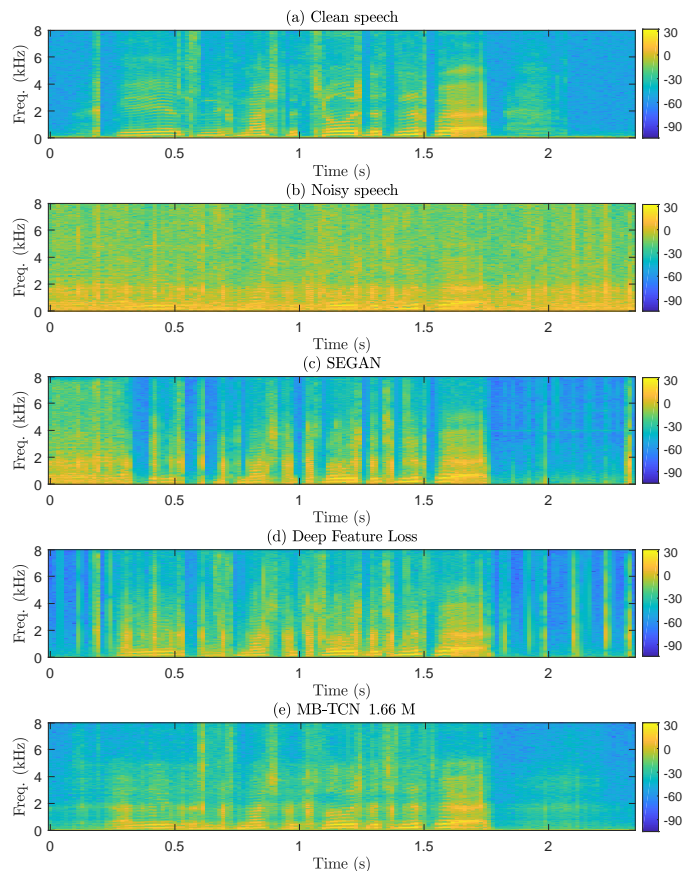 (a) Clean speech
Freq. (kHz)
8
6
4
2
0
30
0
-30
-60
-90
0 0.5 1 1.5 2
Time (s)
(b) Noisy speech
Freq. (kHz)
8
6
4
2
0
30
0
-30
-60
-90
0 0.5 1 1.5 2
Time (s)
(c) SEGAN
Freq. (kHz)
8
6
4
2
0
30
0
-30
-60
-90
0 0.5 1 1.5 2
Time (s)
(d) Deep Feature Loss
Freq. (kHz)
8
6
4
2
0
30
0
-30
-60
-90
0 0.5 1 1.5 2
Time (s)
(e) MB-TCN 1.66 M
Freq. (kHz)
8
6
4
2
0
30
0
-30
-60
-90
0 0.5 1 1.5 2
Time (s)